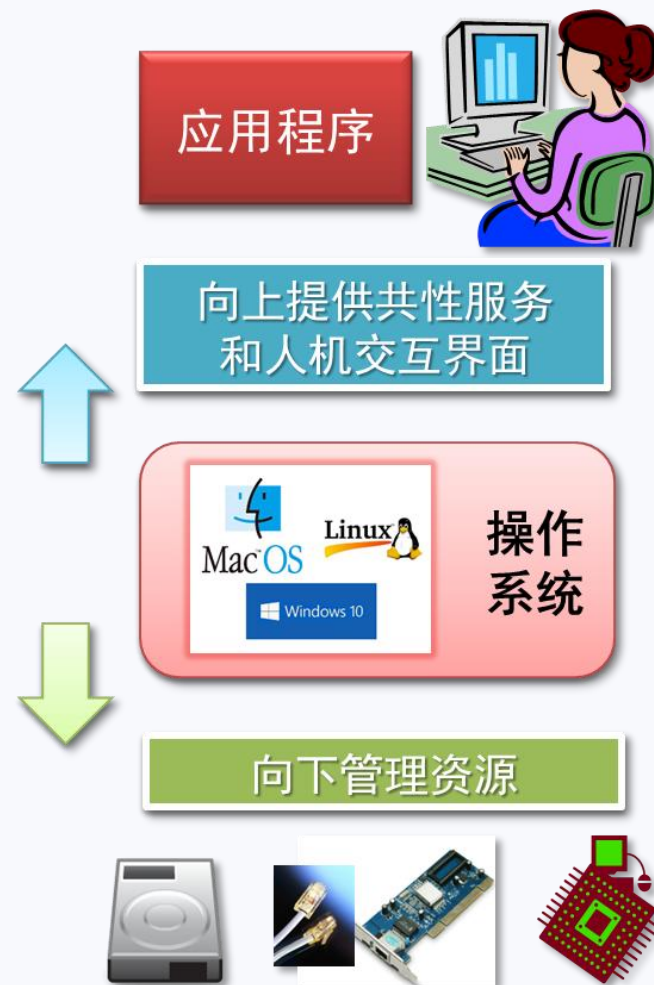 应用程序
向上提供共性服务
和人机交互界面
Mac OS
Linux
Windows 10
操作
系统
向下管理资源